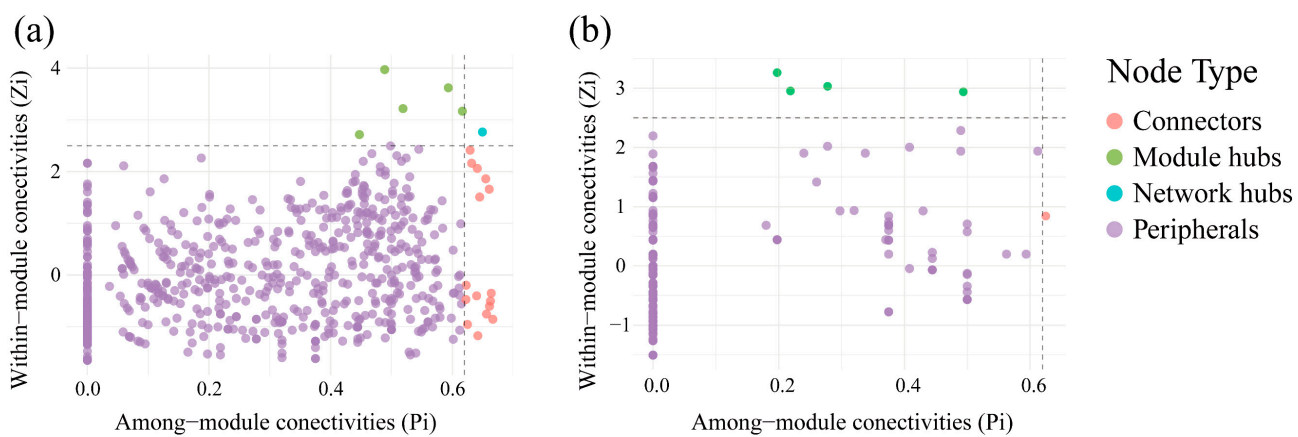 (a)
Within−module conectivities (Zi)
4
2
0
0.0
0.2
0.4
0.6
Among−module conectivities (Pi)
(b)
Within−module conectivities (Zi)
3
2
1
0
−1
0.0
0.2
0.4
0.6
Among−module conectivities (Pi)
Node Type
Connectors
Module hubs
Network hubs
Peripherals